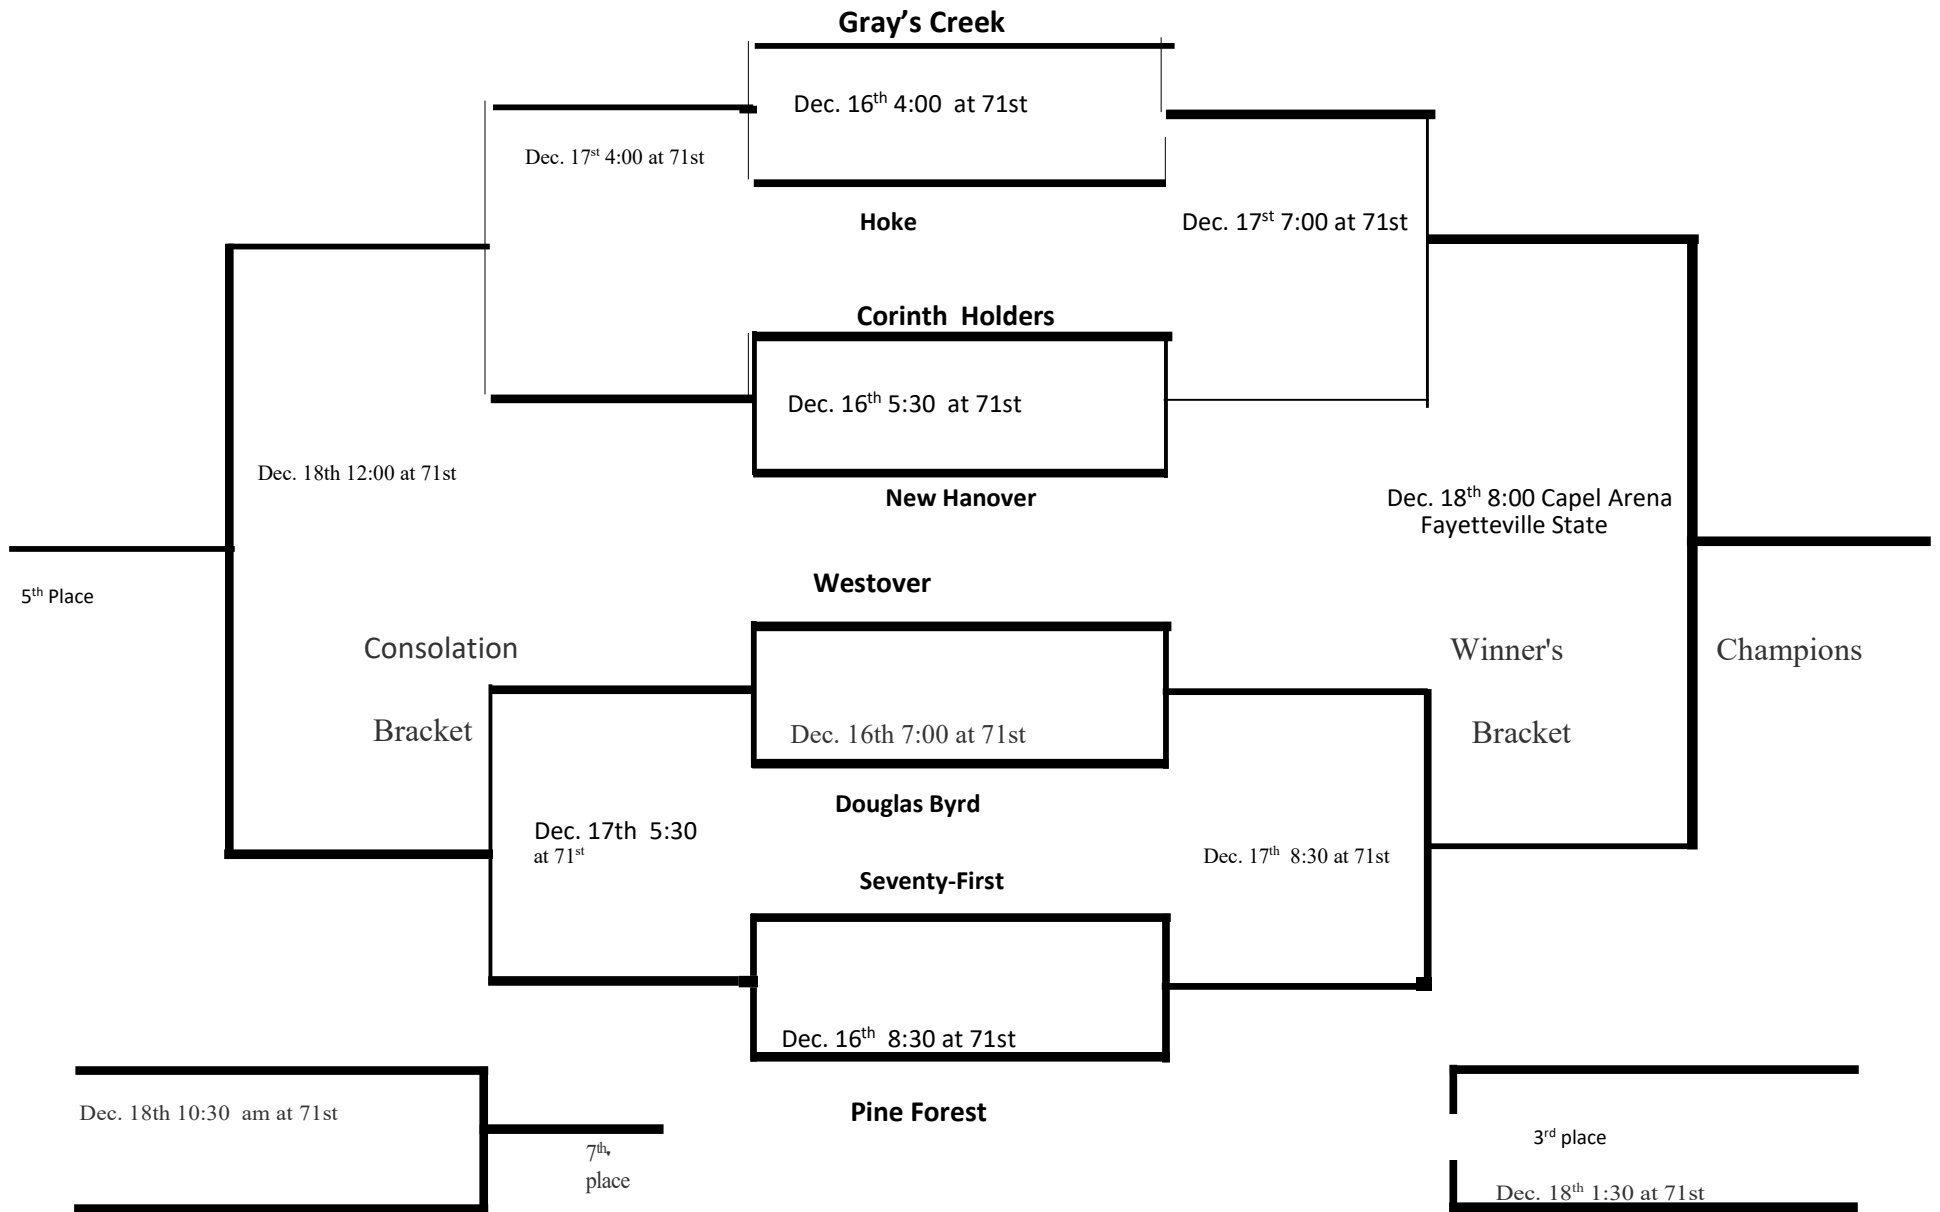 Gray’s Creek
Dec. 16th 4:00 at 71st
Dec. 17st 4:00 at 71st
Hoke
Dec. 17st 7:00 at 71st
Corinth Holders
Dec. 16th 5:30 at 71st
Dec. 18th 12:00 at 71st
New Hanover
Dec. 18th 8:00 Capel Arena
Fayetteville State
Westover
5th Place
Consolation
Winner's
Champions
Bracket
Dec. 16th 7:00 at 71st
Bracket
Douglas Byrd
Dec. 17th 5:30
at 71st
Dec. 17th 8:30 at 71st
Seventy-First
Dec. 16th 8:30 at 71st
Pine Forest
Dec. 18th 10:30 am at 71st
7th
place
3rd place
Dec. 18th 1:30 at 71st